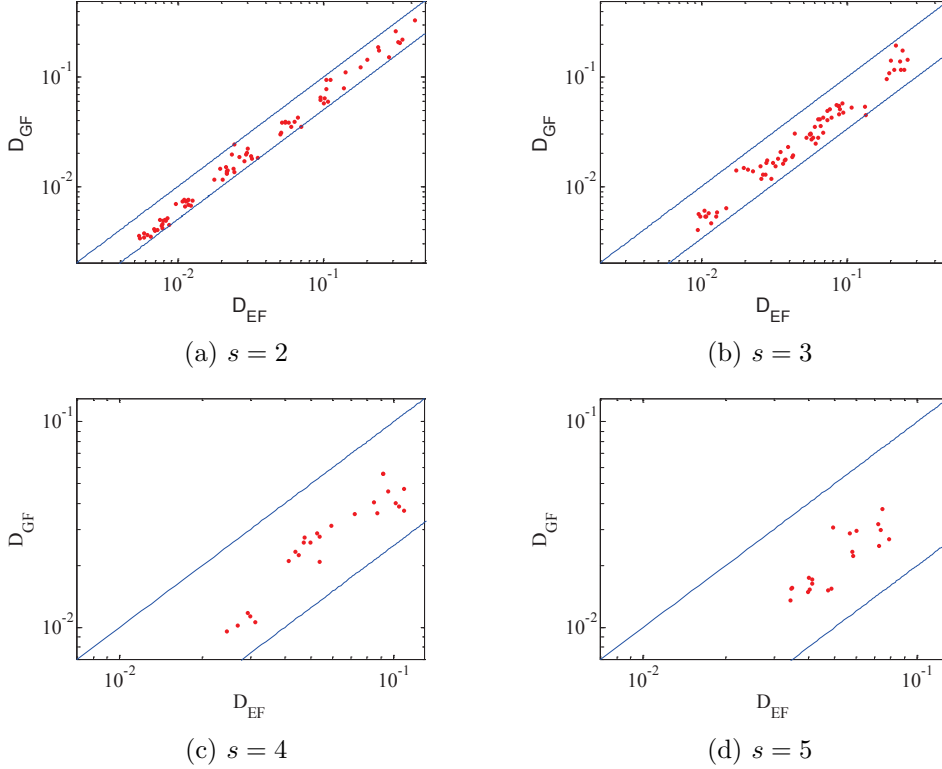 10⁻¹
10⁻²
D_GF
10⁻² 10⁻¹
D_EF
(a) s = 2
10⁻¹
10⁻²
D_GF
10⁻² 10⁻¹
D_EF
(b) s = 3
10⁻¹
10⁻²
D_GF
10⁻² 10⁻¹
D_EF
(c) s = 4
10⁻¹
10⁻²
D_GF
10⁻² 10⁻¹
D_EF
(d) s = 5